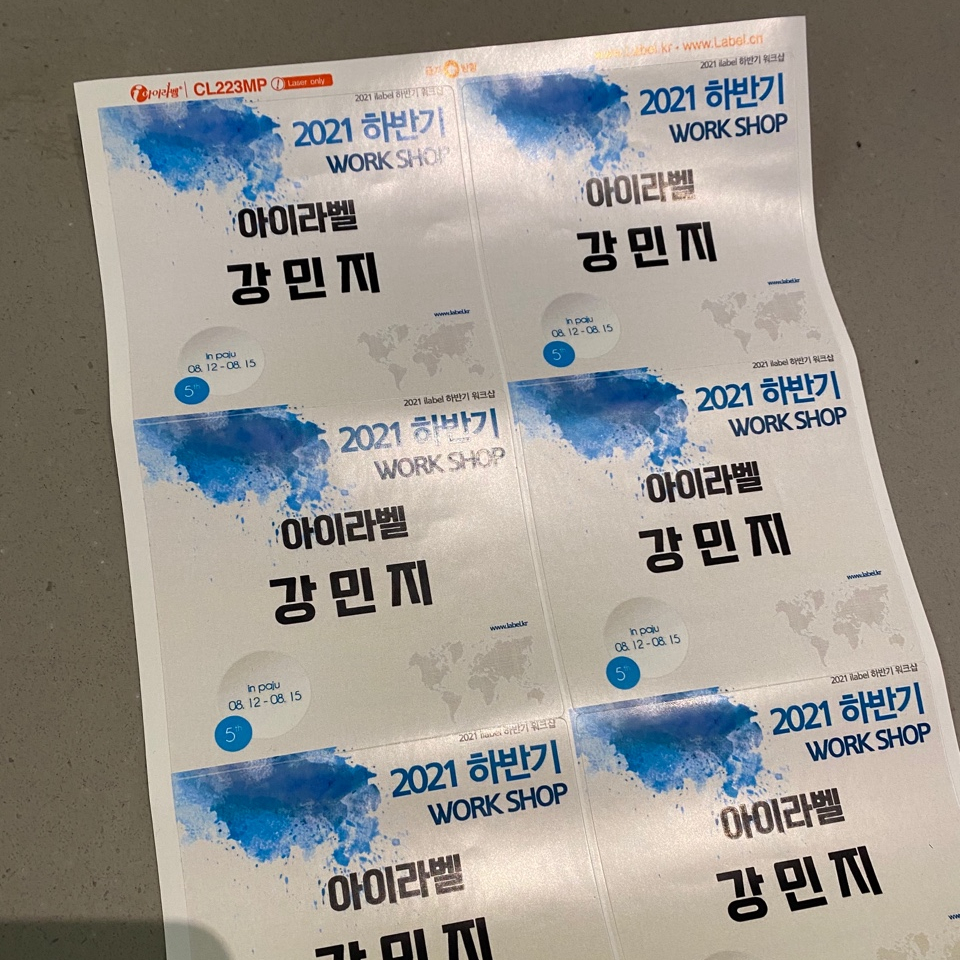 아이라벨 CL223MP i Laser only
Label.kr · www.Label.cn
2021 ilabel 하반기 워크샵
2021 하반기
WORK SHOP
아이라벨
강민지
www.label.kr
in paju
08. 12 - 08. 15
5th
2021 ilabel 하반기 워크샵
2021 하반기
WORK SHOP
아이라벨
강민지
www.label.kr
in paju
08. 12 - 08. 15
5th
2021 ilabel 하반기 워크샵
2021 하반기
WORK SHOP
아이라벨
강민지
www.label.kr
in paju
08. 12 - 08. 15
5th
2021 ilabel 하반기 워크샵
2021 하반기
WORK SHOP
아이라벨
강민지
www.label.kr
in paju
08. 12 - 08. 15
5th
2021 ilabel 하반기 워크샵
2021 하반기
WORK SHOP
아이라벨
강민지
2021 ilabel 하반기 워크샵
2021 하반기
WORK SHOP
아이라벨
강민지